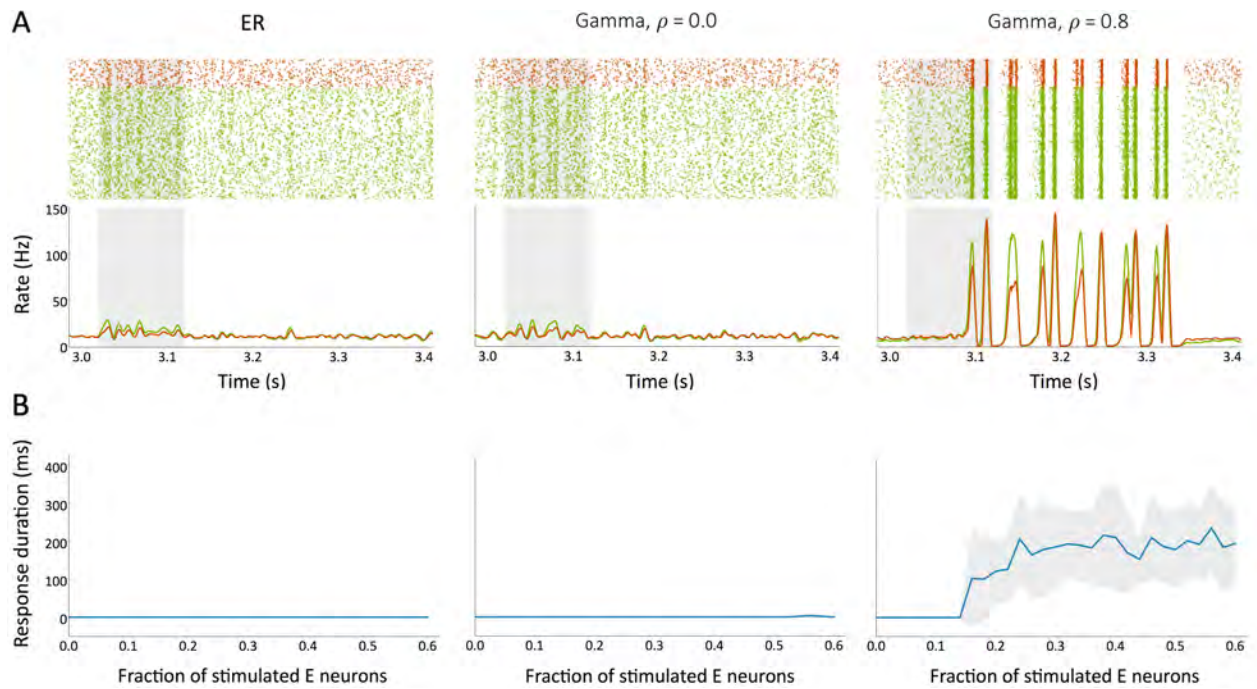 A
ER
Gamma, ρ = 0.0
Gamma, ρ = 0.8
Rate (Hz)
150
100
50
0
3.0 3.1 3.2 3.3 3.4
Time (s)
3.0 3.1 3.2 3.3 3.4
Time (s)
3.0 3.1 3.2 3.3 3.4
Time (s)
B
Response duration (ms)
400
300
200
100
0
0.0 0.1 0.2 0.3 0.4 0.5 0.6
Fraction of stimulated E neurons
0.0 0.1 0.2 0.3 0.4 0.5 0.6
Fraction of stimulated E neurons
0.0 0.1 0.2 0.3 0.4 0.5 0.6
Fraction of stimulated E neurons